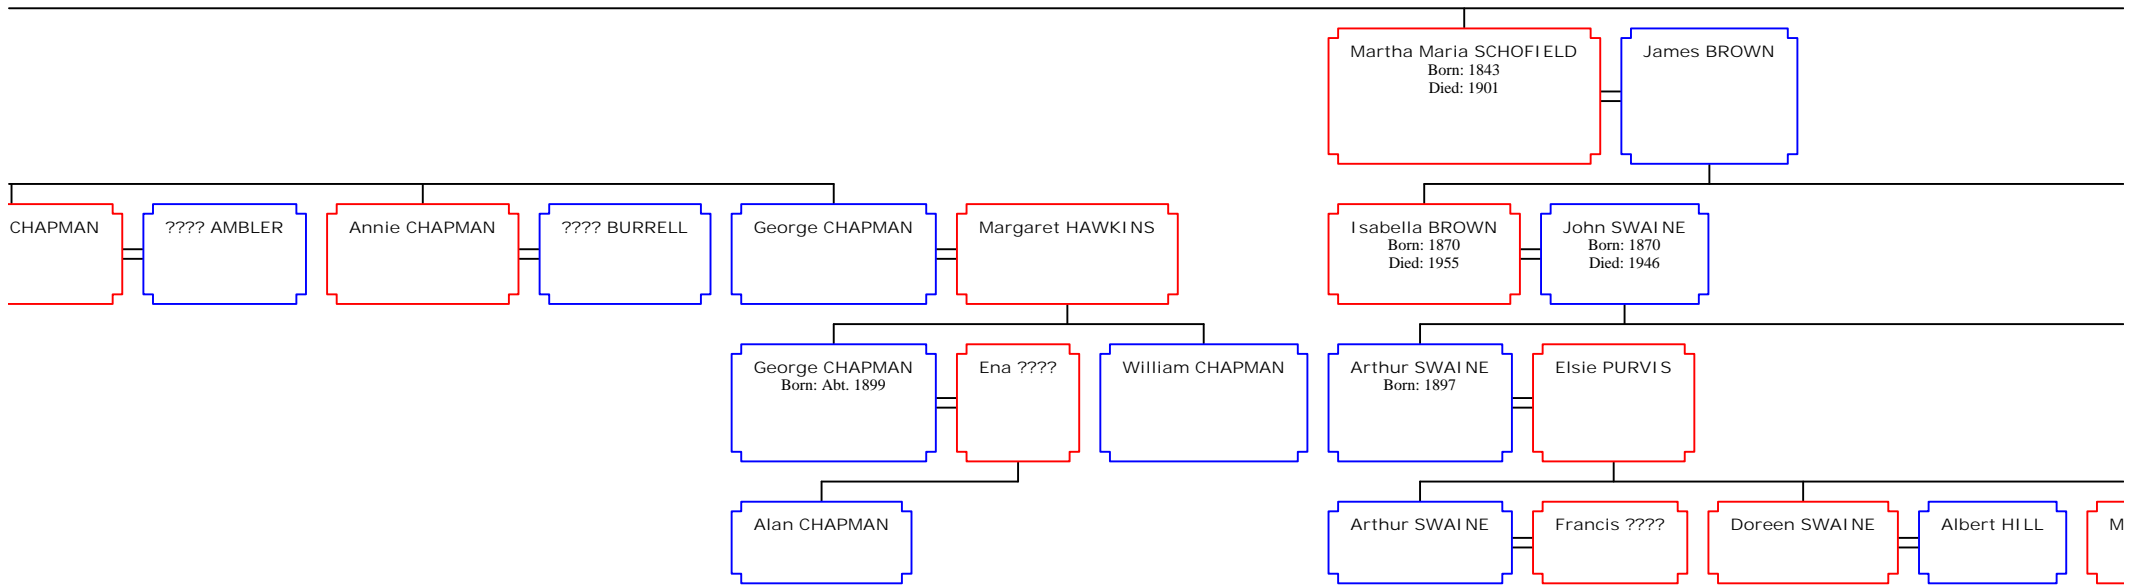 Martha Maria SCHOFIELD
Born: 1843
Died: 1901
James BROWN
CHAPMAN
???? AMBLER
Annie CHAPMAN
???? BURRELL
George CHAPMAN
Margaret HAWKINS
Isabella BROWN
Born: 1870
Died: 1955
John SWAINE
Born: 1870
Died: 1946
George CHAPMAN
Born: Abt. 1899
Ena ????
William CHAPMAN
Arthur SWAINE
Born: 1897
Elsie PURVIS
Alan CHAPMAN
Arthur SWAINE
Francis ????
Doreen SWAINE
Albert HILL
M